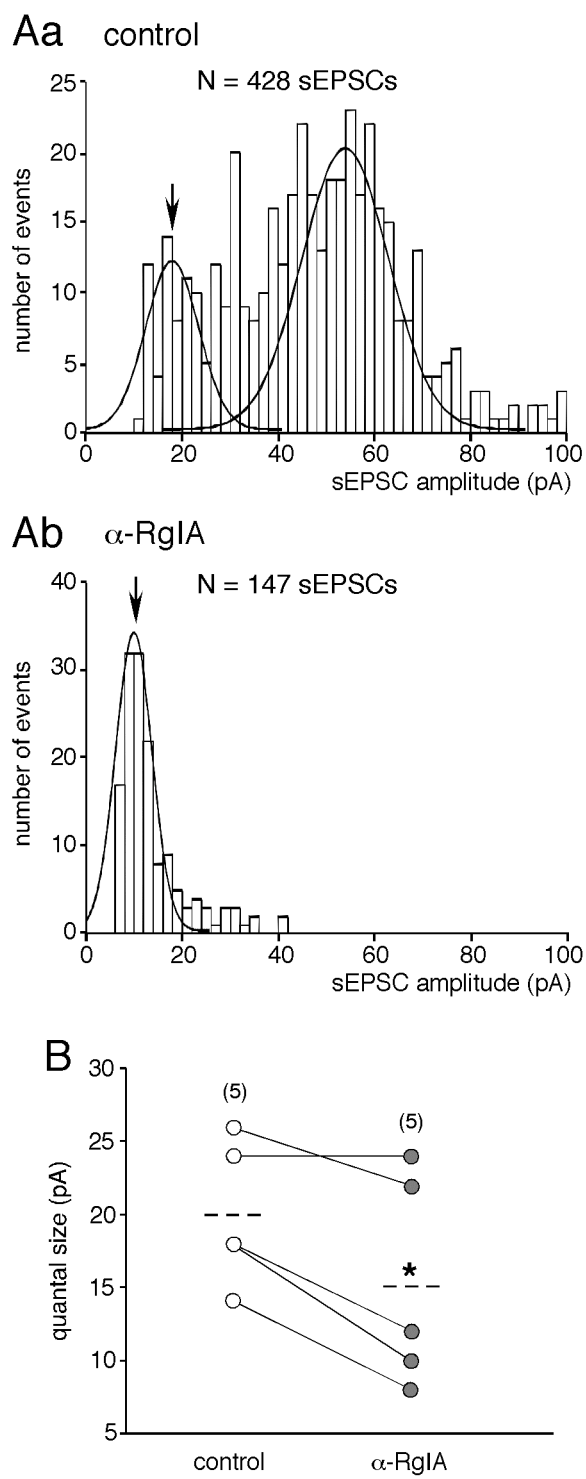 Aa control
N = 428 sEPSCs
number of events
25
20
15
10
5
0
0 20 40 60 80 100
sEPSC amplitude (pA)
Ab α-RgIA
N = 147 sEPSCs
number of events
40
30
20
10
0
0 20 40 60 80 100
sEPSC amplitude (pA)
B
quantal size (pA)
30
25
20
15
10
5
(5) (5)
*
control α-RgIA